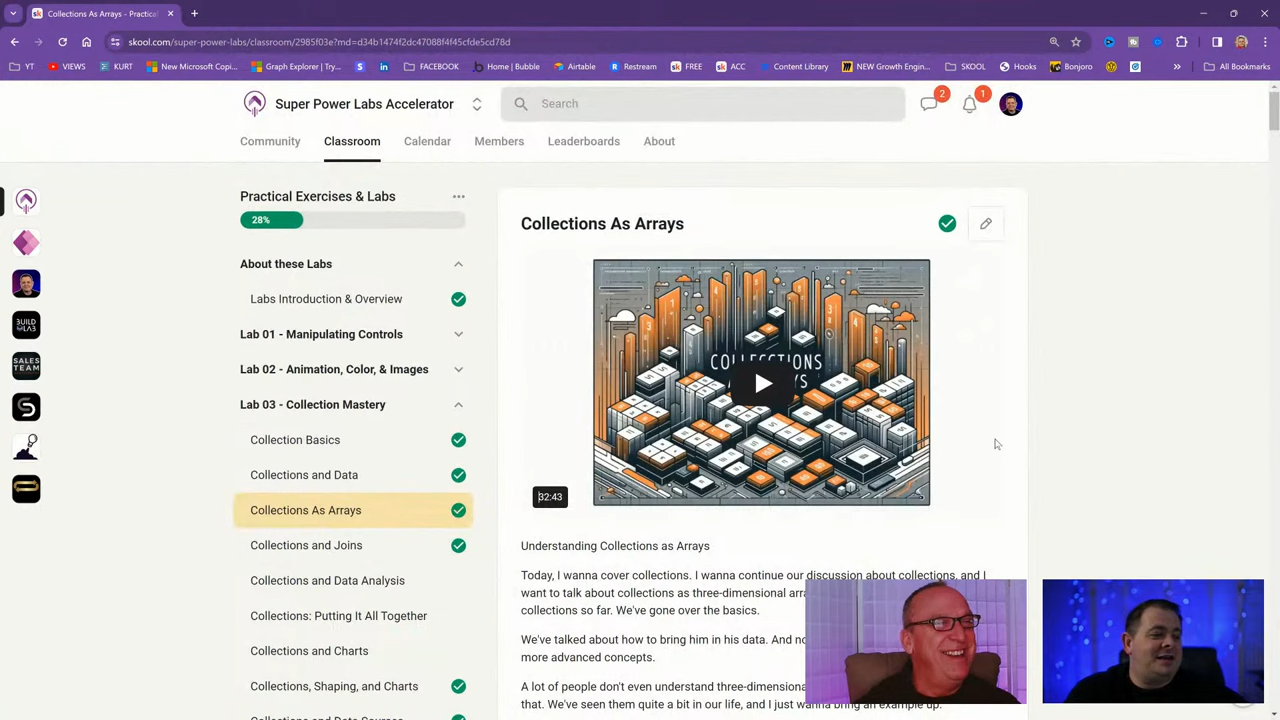 Collections As Arrays - Practical
skool.com/super-power-labs/classroom/2985f03e?md=d34b1474f2dc47088f4f45cfde5cd78d
YT
VIEWS
KURT
New Microsoft Copi...
Graph Explorer | Try...
FACEBOOK
Home | Bubble
Airtable
Restream
FREE
ACC
Content Library
NEW Growth Engin...
SKOOL
Hooks
Bonjoro
All Bookmarks
Super Power Labs Accelerator
Search
2
1
Community
Classroom
Calendar
Members
Leaderboards
About
Practical Exercises & Labs
28%
About these Labs
Labs Introduction & Overview
Lab 01 - Manipulating Controls
Lab 02 - Animation, Color, & Images
Lab 03 - Collection Mastery
Collection Basics
Collections and Data
Collections As Arrays
Collections and Joins
Collections and Data Analysis
Collections: Putting It All Together
Collections and Charts
Collections, Shaping, and Charts
Collections and Data Sources
BUILD
LAB
SALES
TEAM
Collections As Arrays
COLLECTIONS
32:43
Understanding Collections as Arrays
Today, I wanna cover collections. I wanna continue our discussion about collections, and I
want to talk about collections as three-dimensional
collections so far. We've gone over the basics.
We've talked about how to bring him in his data. And
more advanced concepts.
A lot of people don't even understand three-dimensional
that. We've seen them quite a bit in our life, and I just wanna bring an example up.